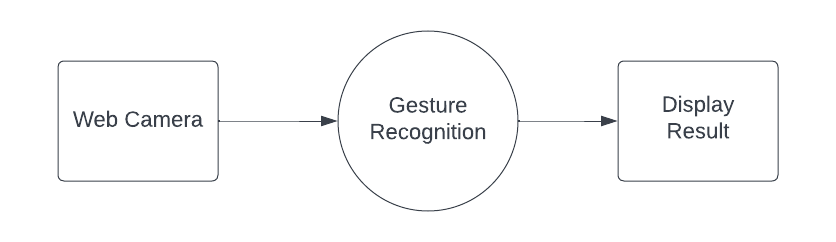 Web Camera
Gesture
Recognition
Display
Result